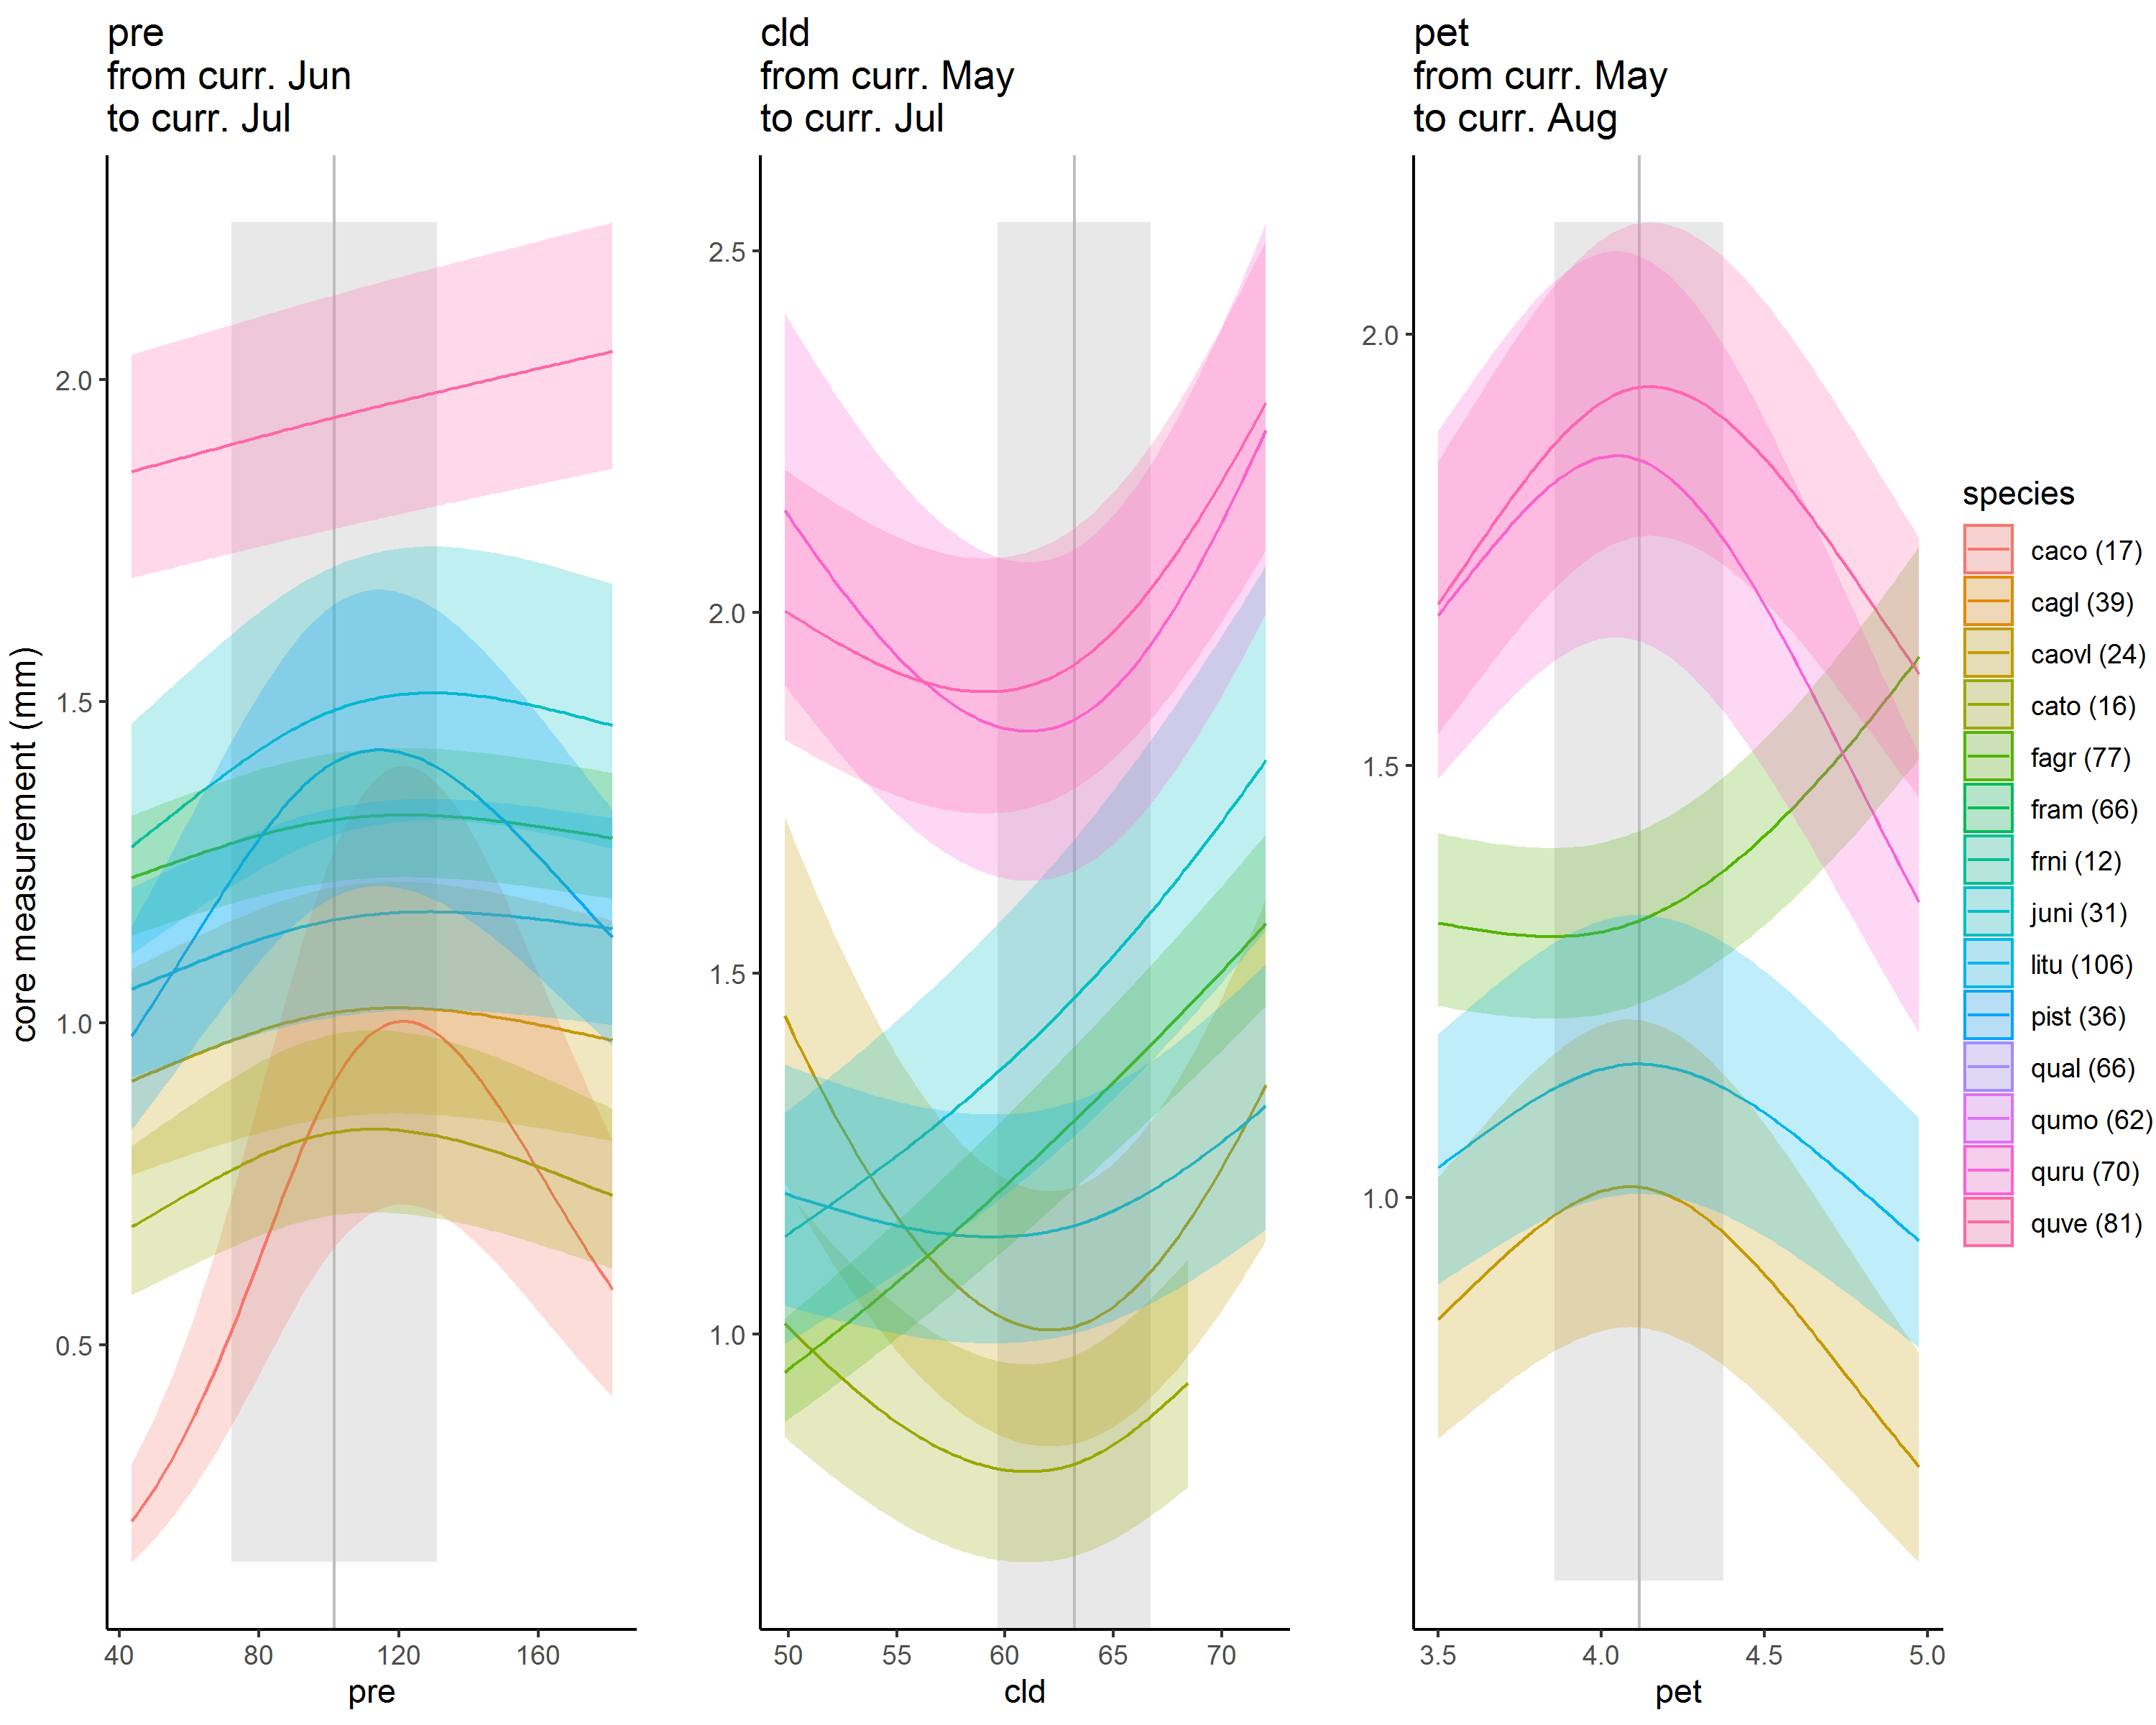 pre
from curr. Jun
to curr. Jul
cld
from curr. May
to curr. Jul
pet
from curr. May
to curr. Aug
core measurement (mm)
2.0
1.5
1.0
0.5
40
80
120
160
pre
2.5
2.0
1.5
1.0
50
55
60
65
70
cld
2.0
1.5
1.0
3.5
4.0
4.5
5.0
pet
species
caco (17)
cagl (39)
caovl (24)
cato (16)
fagr (77)
fram (66)
frni (12)
juni (31)
litu (106)
pist (36)
qual (66)
qumo (62)
quru (70)
quve (81)